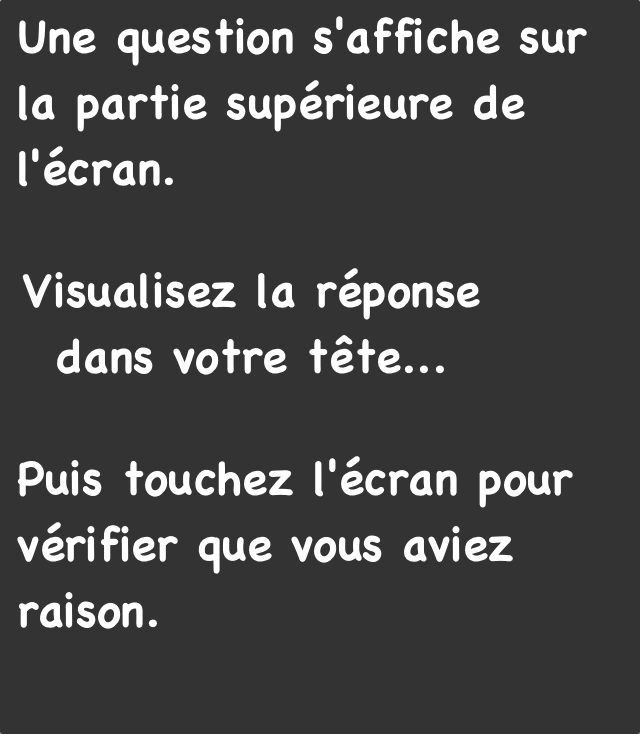 Une question s'affiche sur
la partie supérieure de
l'écran.
Visualisez la réponse
dans votre tête...
Puis touchez l'écran pour
vérifier que vous aviez
raison.